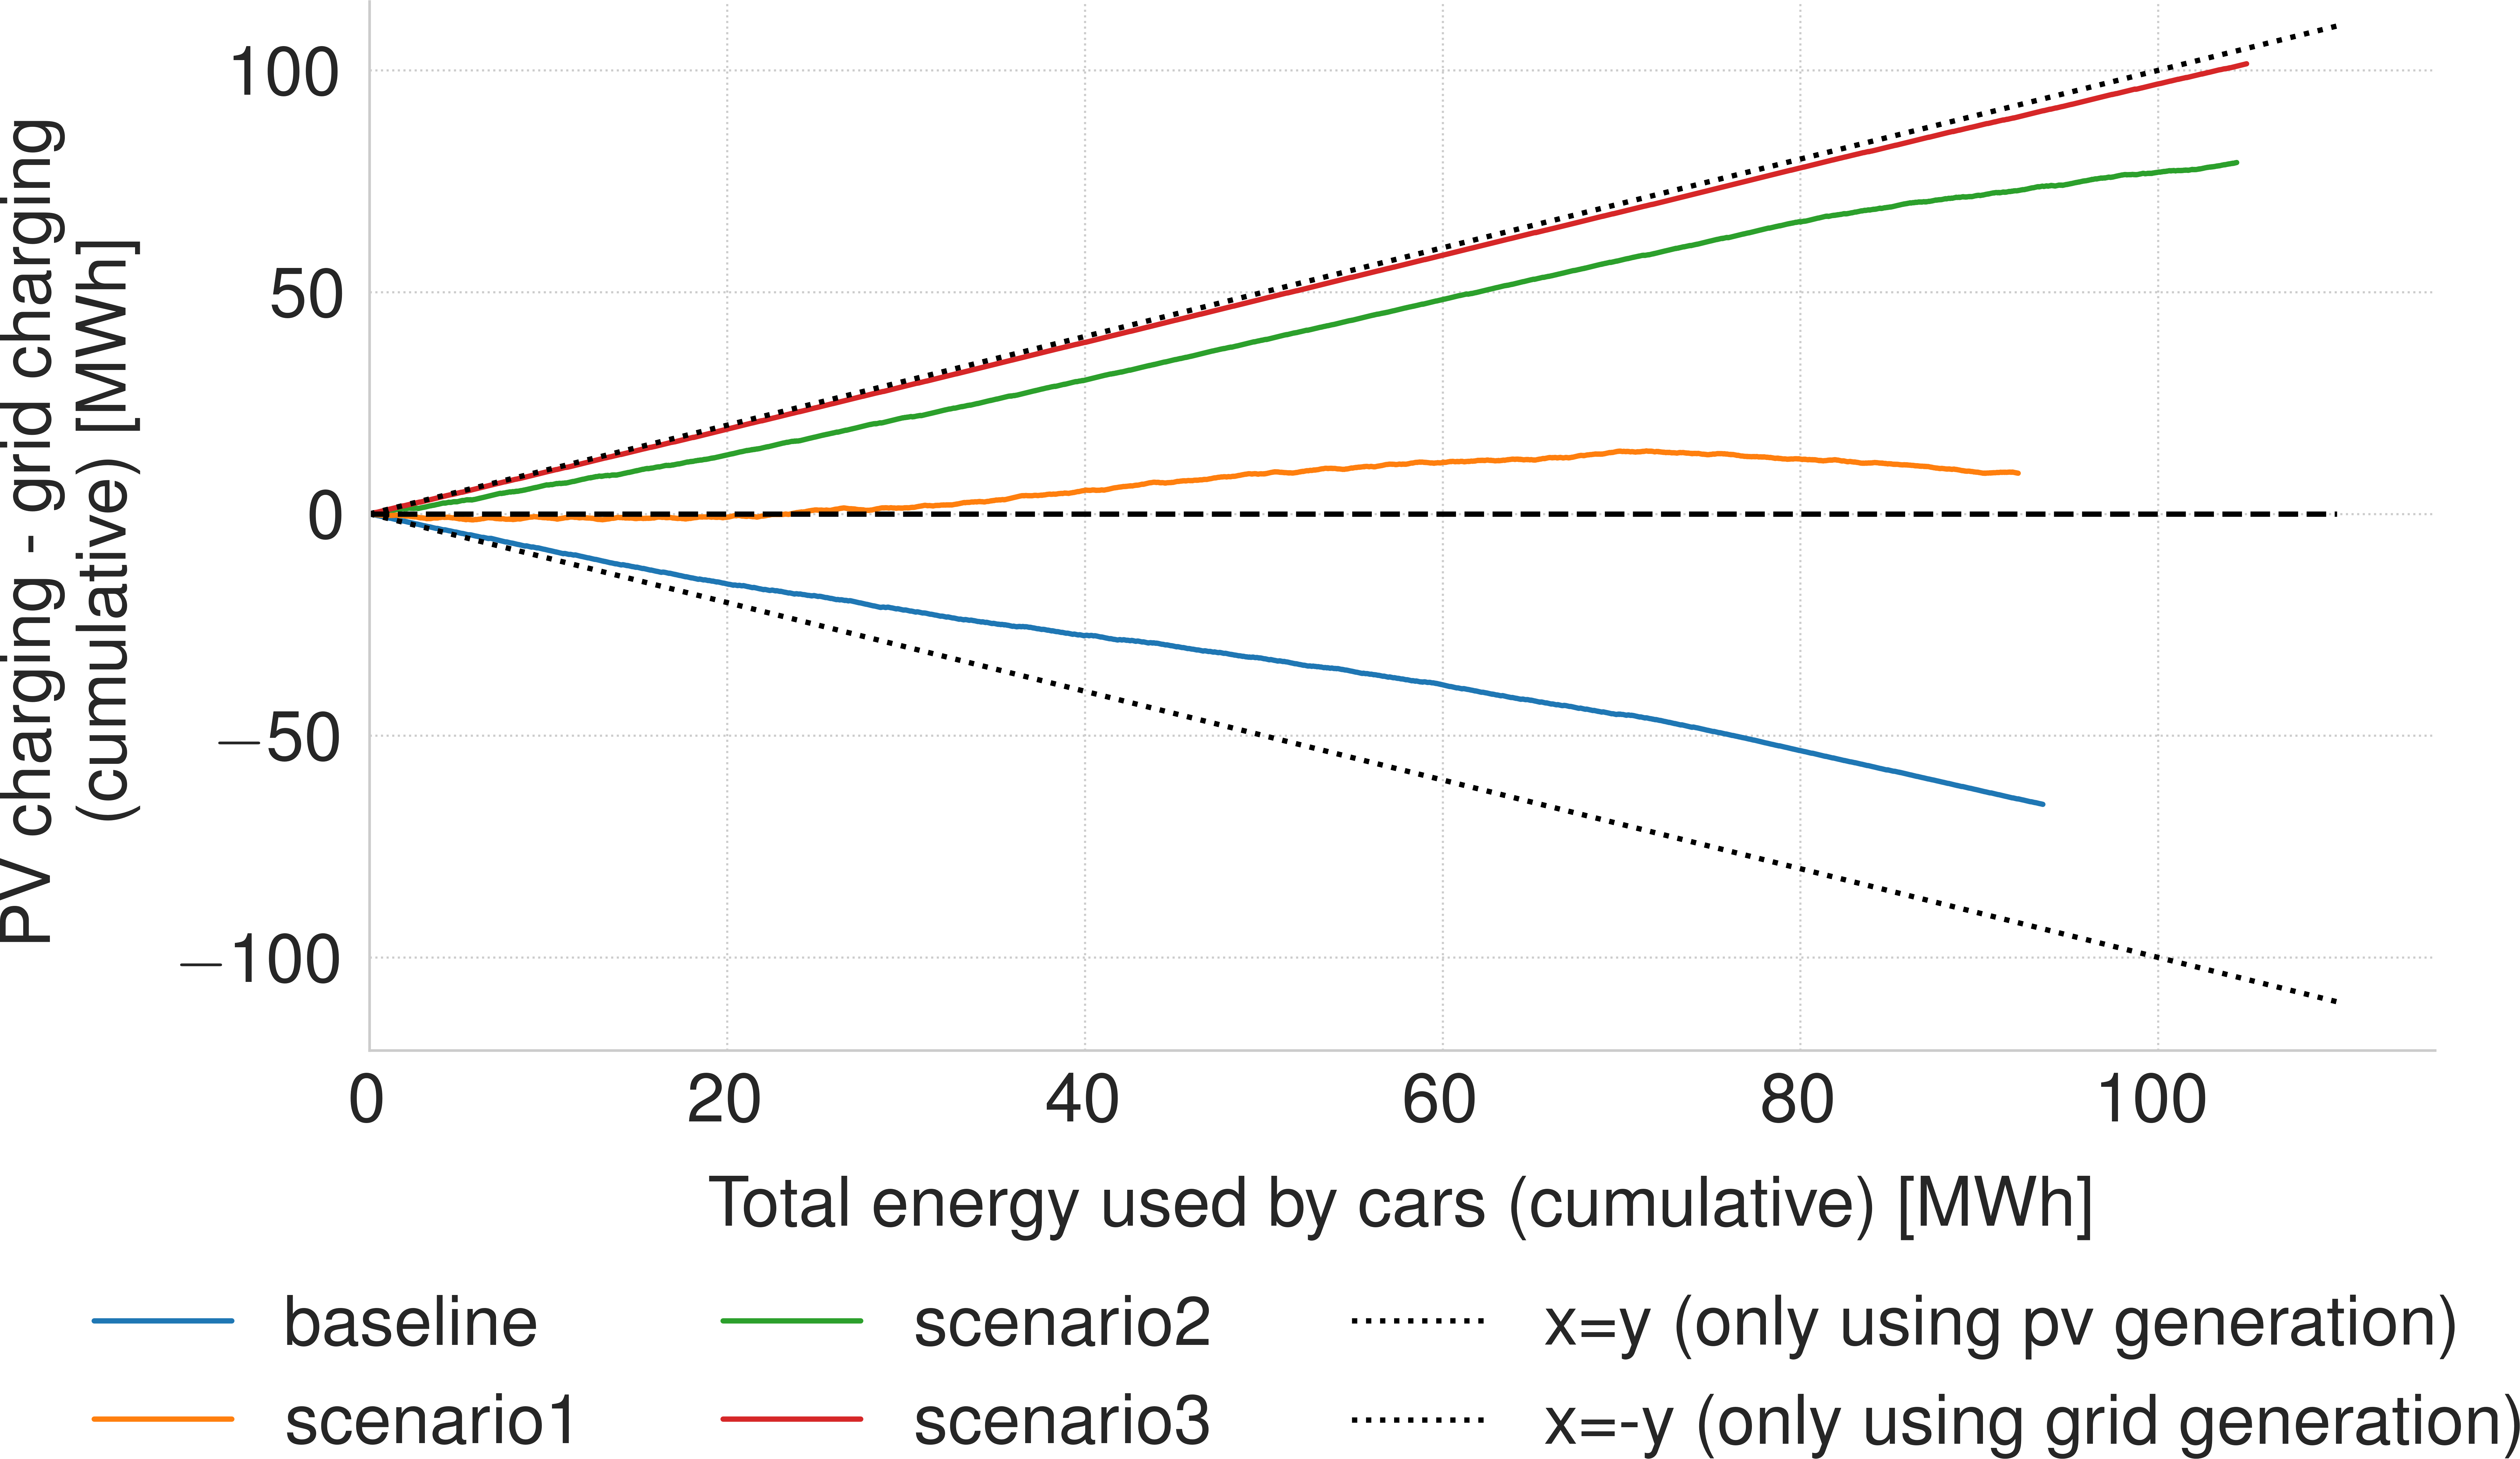 PV charging - grid charging
(cumulative) [MWh]
100
50
0
−50
−100
0 20 40 60 80 100
Total energy used by cars (cumulative) [MWh]
baseline scenario2 x=y (only using pv generation)
scenario1 scenario3 x=-y (only using grid generation)